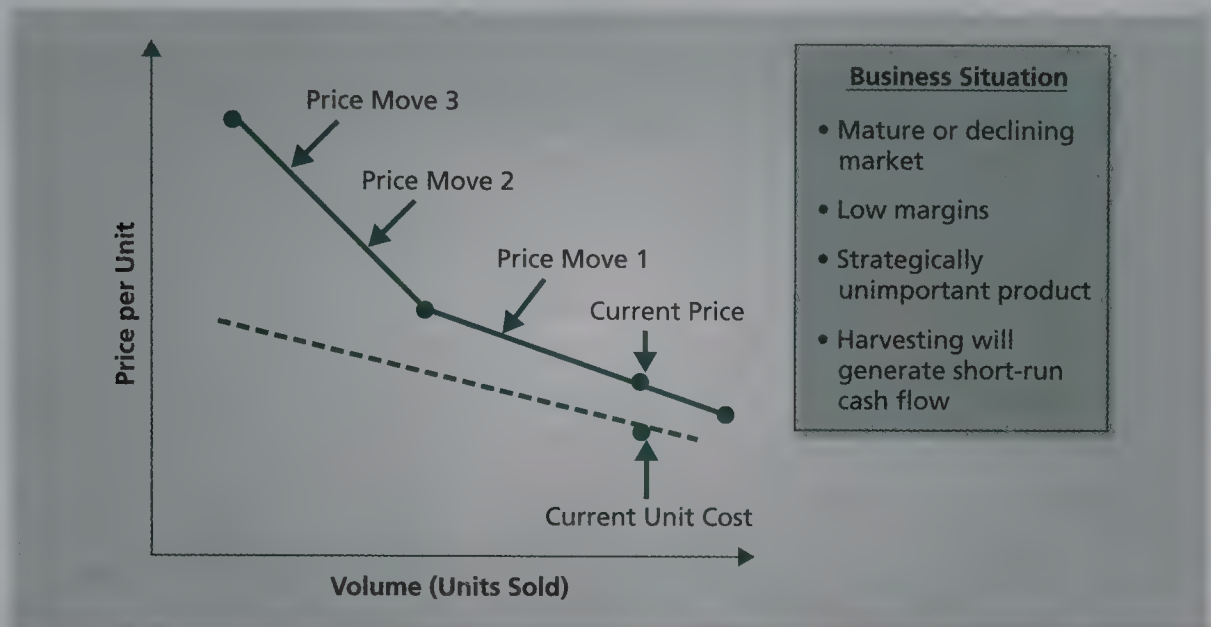 Price Move 3
Price Move 2
Price Move 1
Current Price
Current Unit Cost
Price per Unit
Volume (Units Sold)
Business Situation
• Mature or declining
market
• Low margins
• Strategically
unimportant product
• Harvesting will
generate short-run
cash flow